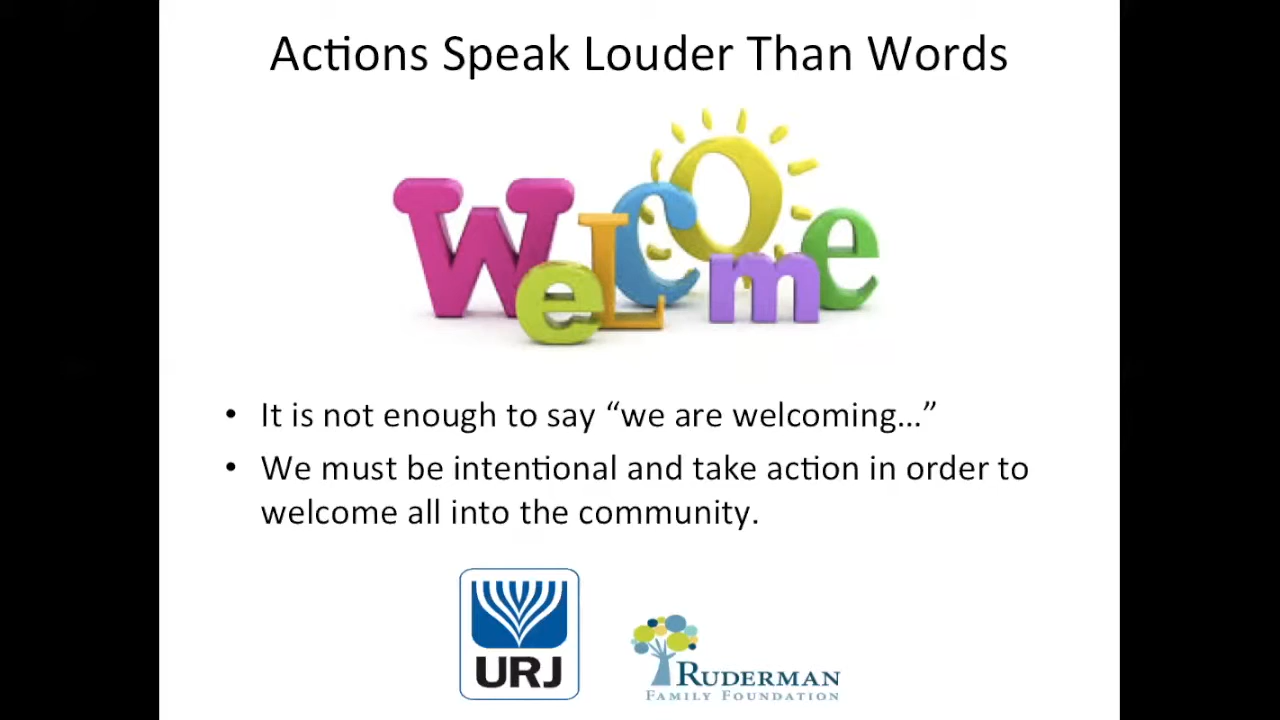 Actions Speak Louder Than Words
WeLcOme
• It is not enough to say “we are welcoming…”
• We must be intentional and take action in order to
welcome all into the community.
URJ
RUDERMAN
FAMILY FOUNDATION